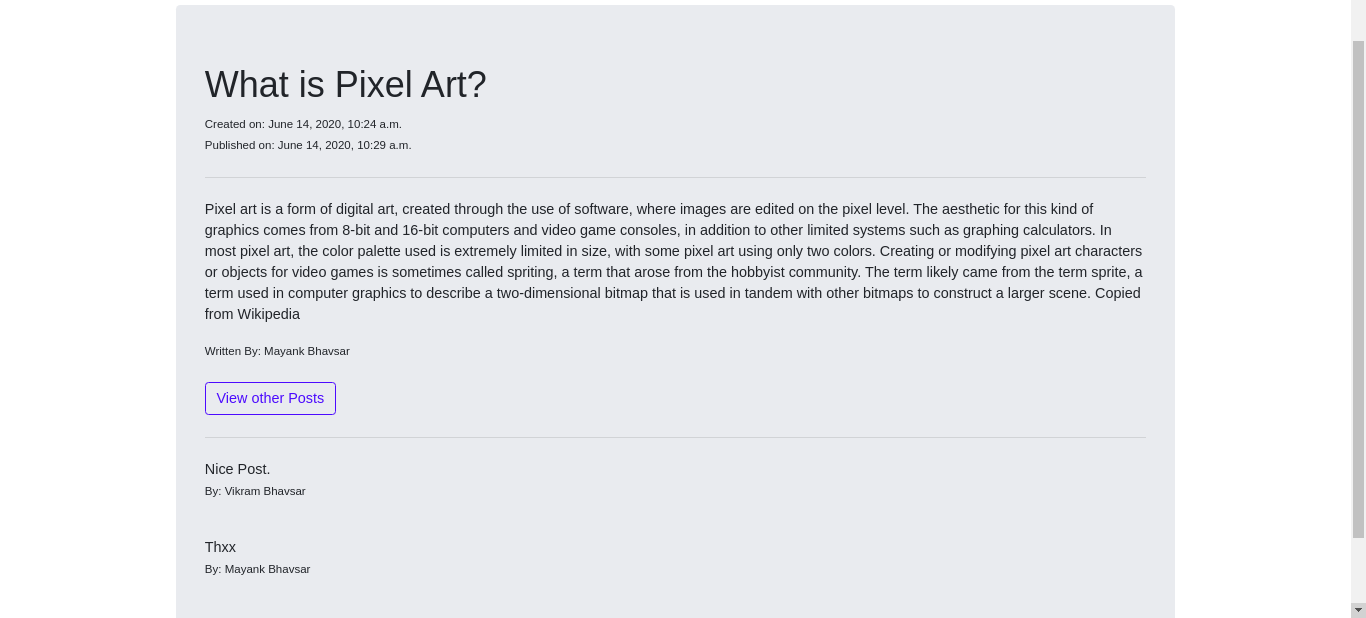 What is Pixel Art?
Created on: June 14, 2020, 10:24 a.m.
Published on: June 14, 2020, 10:29 a.m.
Pixel art is a form of digital art, created through the use of software, where images are edited on the pixel level. The aesthetic for this kind of
graphics comes from 8-bit and 16-bit computers and video game consoles, in addition to other limited systems such as graphing calculators. In
most pixel art, the color palette used is extremely limited in size, with some pixel art using only two colors. Creating or modifying pixel art characters
or objects for video games is sometimes called spriting, a term that arose from the hobbyist community. The term likely came from the term sprite, a
term used in computer graphics to describe a two-dimensional bitmap that is used in tandem with other bitmaps to construct a larger scene. Copied
from Wikipedia
Written By: Mayank Bhavsar
View other Posts
Nice Post.
By: Vikram Bhavsar
Thxx
By: Mayank Bhavsar